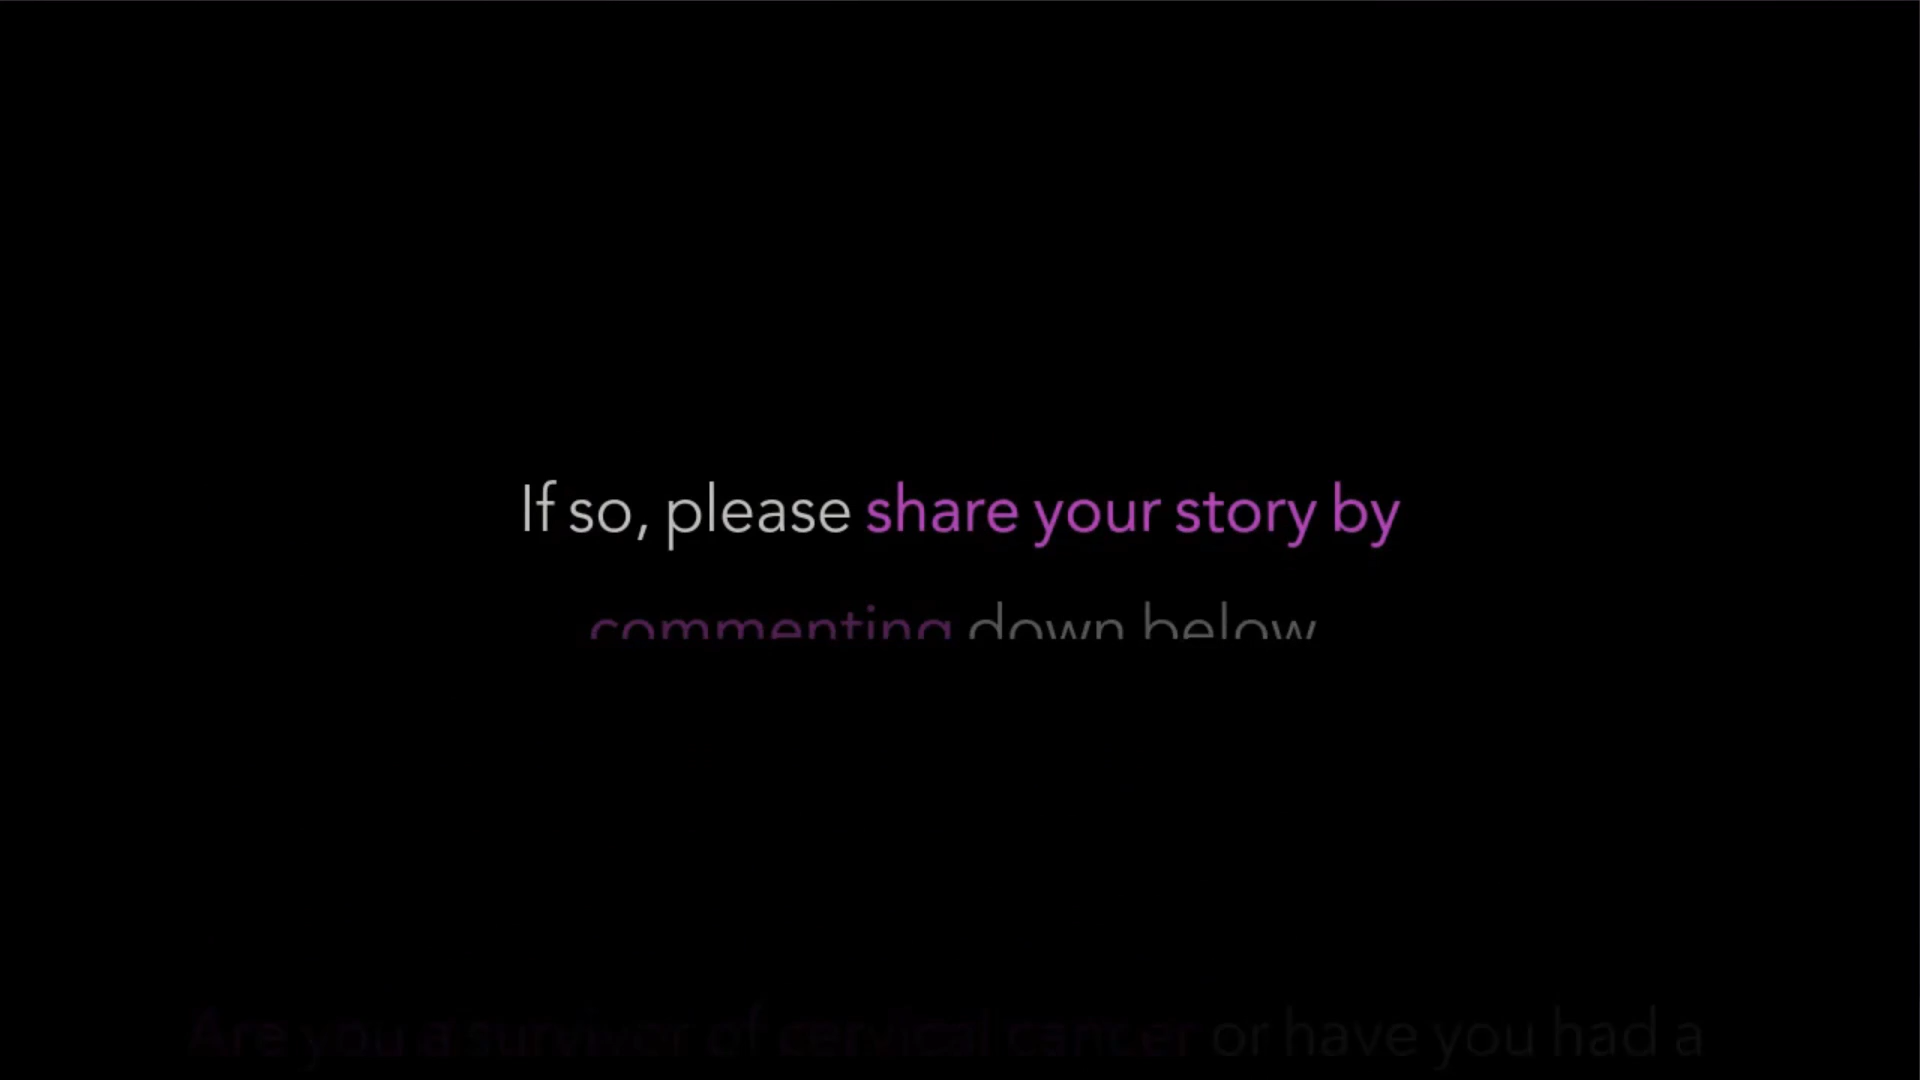 If so, please share your story by
commenting down below
Are you a survivor of cervical cancer or have you had a